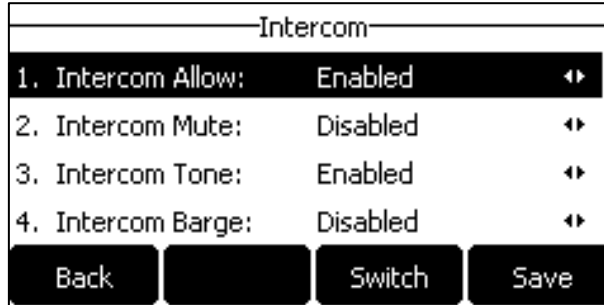 Intercom
1. Intercom Allow: Enabled
2. Intercom Mute: Disabled
3. Intercom Tone: Enabled
4. Intercom Barge: Disabled
Back Switch Save